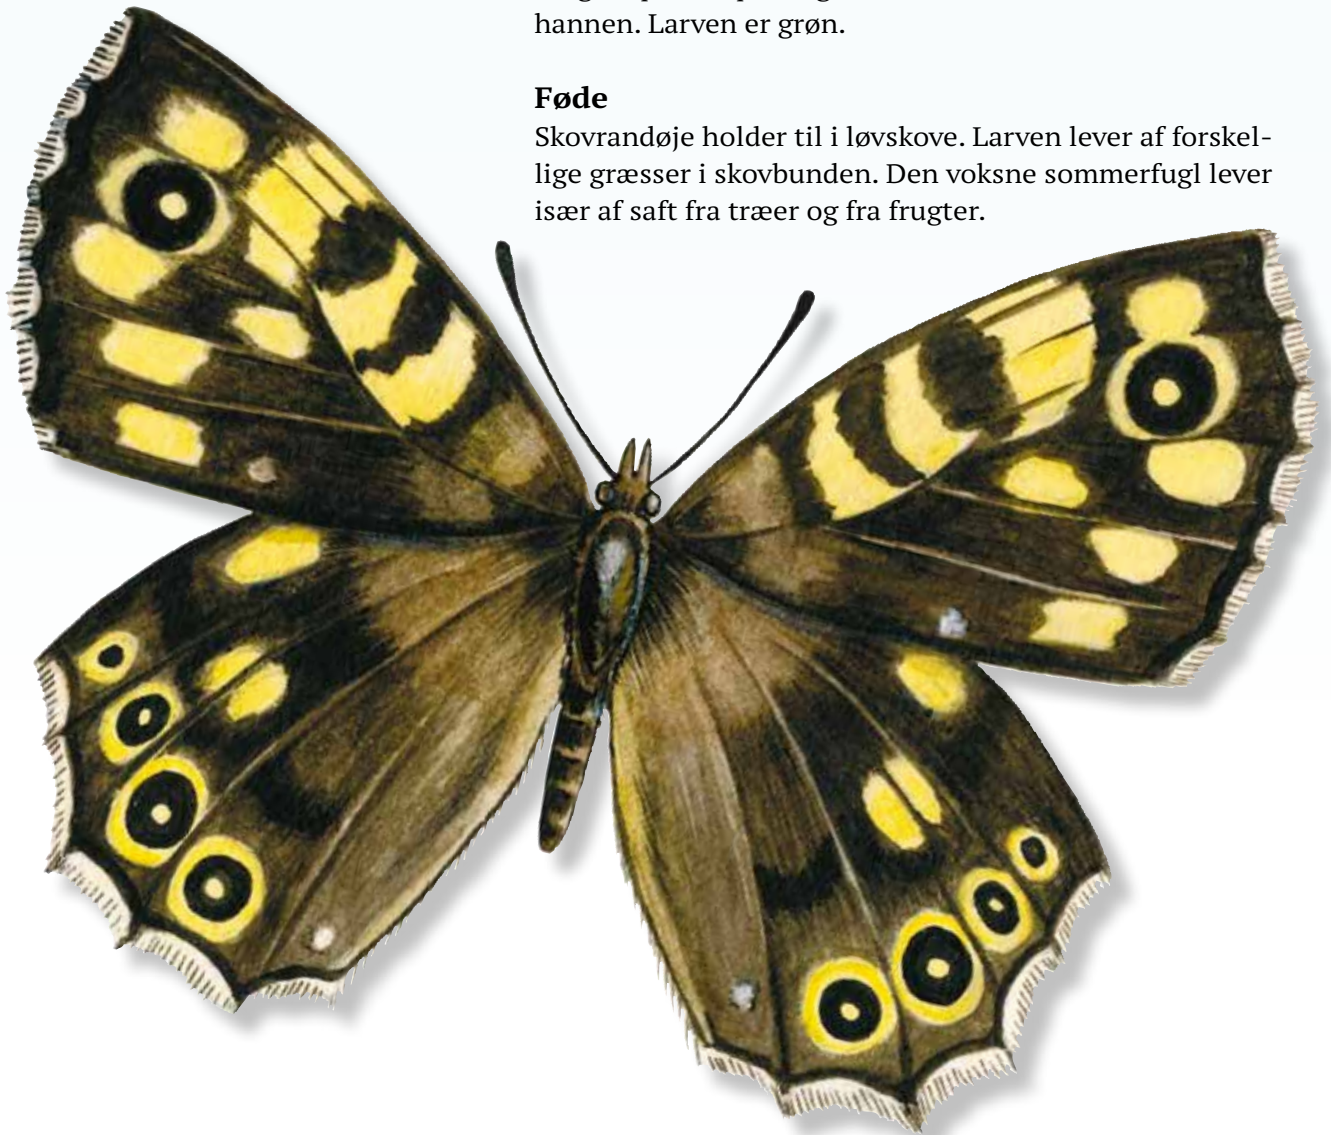 hannen. Larven er grøn.
Føde
Skovrandøje holder til i løvskove. Larven lever af forskel-
lige græsser i skovbunden. Den voksne sommerfugl lever
især af saft fra træer og fra frugter.